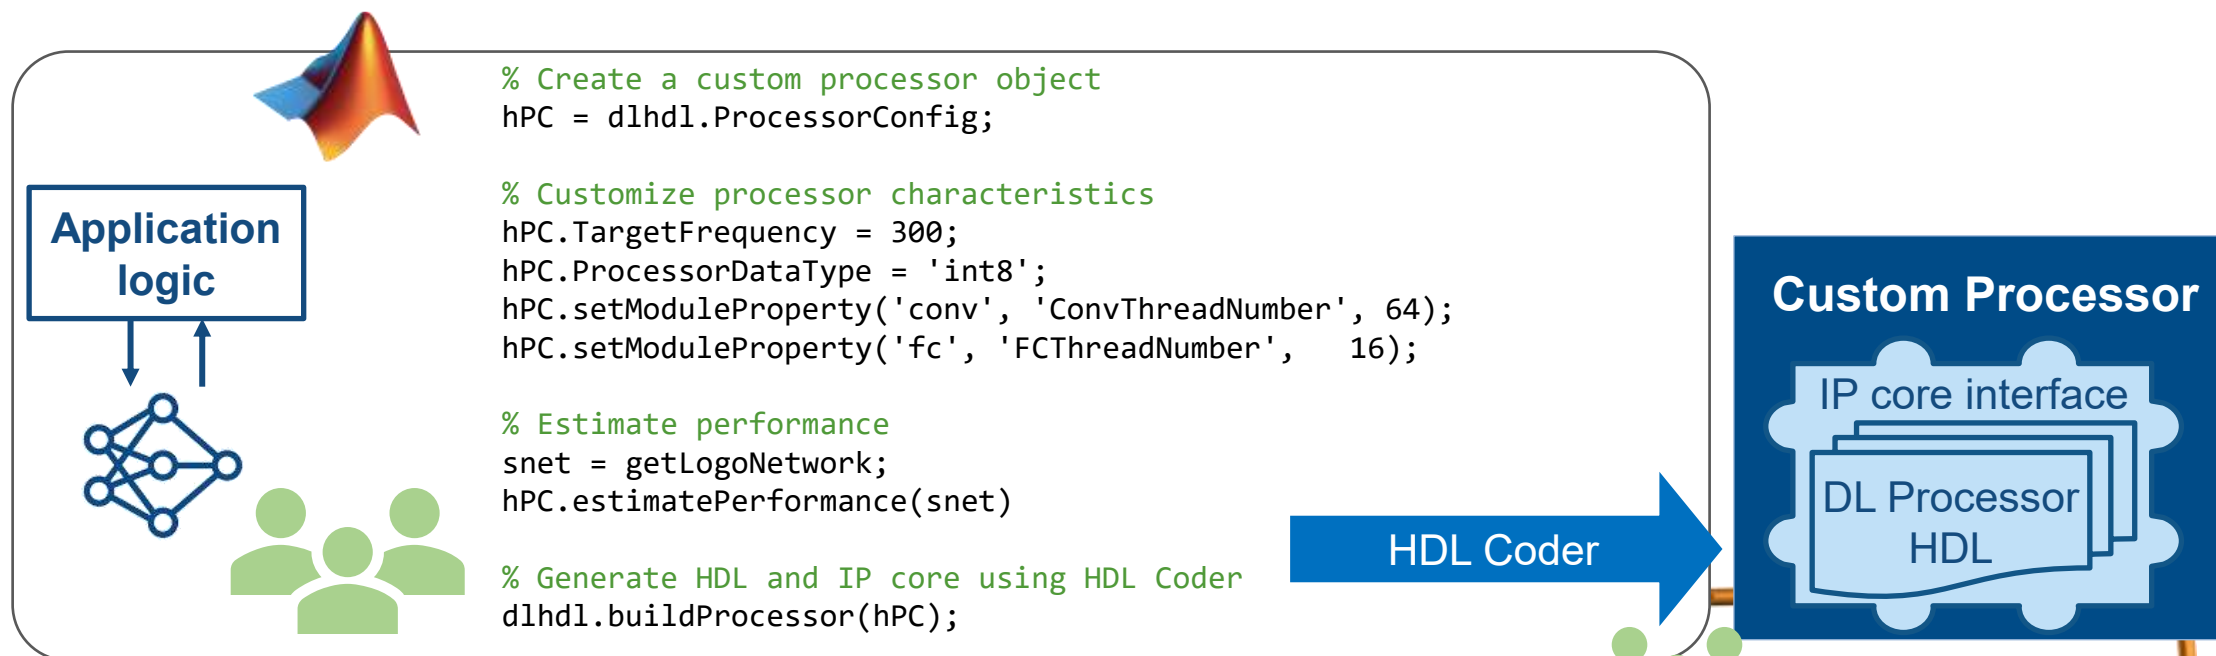 % Create a custom processor object
hPC = dlhdl.ProcessorConfig;
% Customize processor characteristics
hPC.TargetFrequency = 300;
hPC.ProcessorDataType = 'int8';
hPC.setModuleProperty('conv', 'ConvThreadNumber', 64);
hPC.setModuleProperty('fc', 'FCThreadNumber',   16);
% Estimate performance
snet = getLogoNetwork;
hPC.estimatePerformance(snet)
% Generate HDL and IP core using HDL Coder
dlhdl.buildProcessor(hPC);
Application
logic
HDL Coder
Custom Processor
IP core interface
DL Processor
HDL